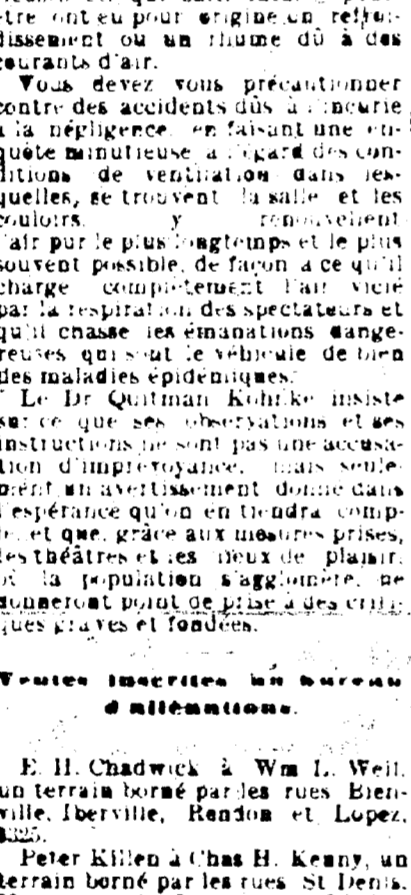 être ont eu pour origine un refroi-
dissement ou un rhume dû à des
courants d'air.
Vous devez vous précautionner
contre des accidents dûs à l'incurie
à la négligence, en faisant une en-
quête minutieuse à l'égard des con-
ditions de ventilation dans les-
quelles, se trouvent la salle et les
couloirs, y renouvellent
l'air pur le plus longtemps et le plus
souvent possible, de façon à ce qu'il
charge complètement l'air vicié
par la respiration des spectateurs et
qu'il chasse les émanations dange-
reuses qui sont le véhicule de bien
des maladies épidémiques."
Le Dr Quitman Kohnke insiste
sur ce que ses observations et ses
instructions ne sont pas une accusa-
tion d'imprévoyance, mais seule-
ment un avertissement donné dans
l'espérance qu'on en tiendra comp-
te, et que, grâce aux mesures prises,
les théâtres et les lieux de plaisir,
où la population s'agglomère, ne
donneront point de prise à des criti-
ques graves et fondées.
Ventes inscrites au bureau
d'aliénations.
E. H. Chadwick à Wm L. Weil,
un terrain borné par les rues Bien-
ville, Iberville, Rendon et Lopez,
$325.
Peter Killen à Chas H. Kenny, un
terrain borné par les rues St Denis,